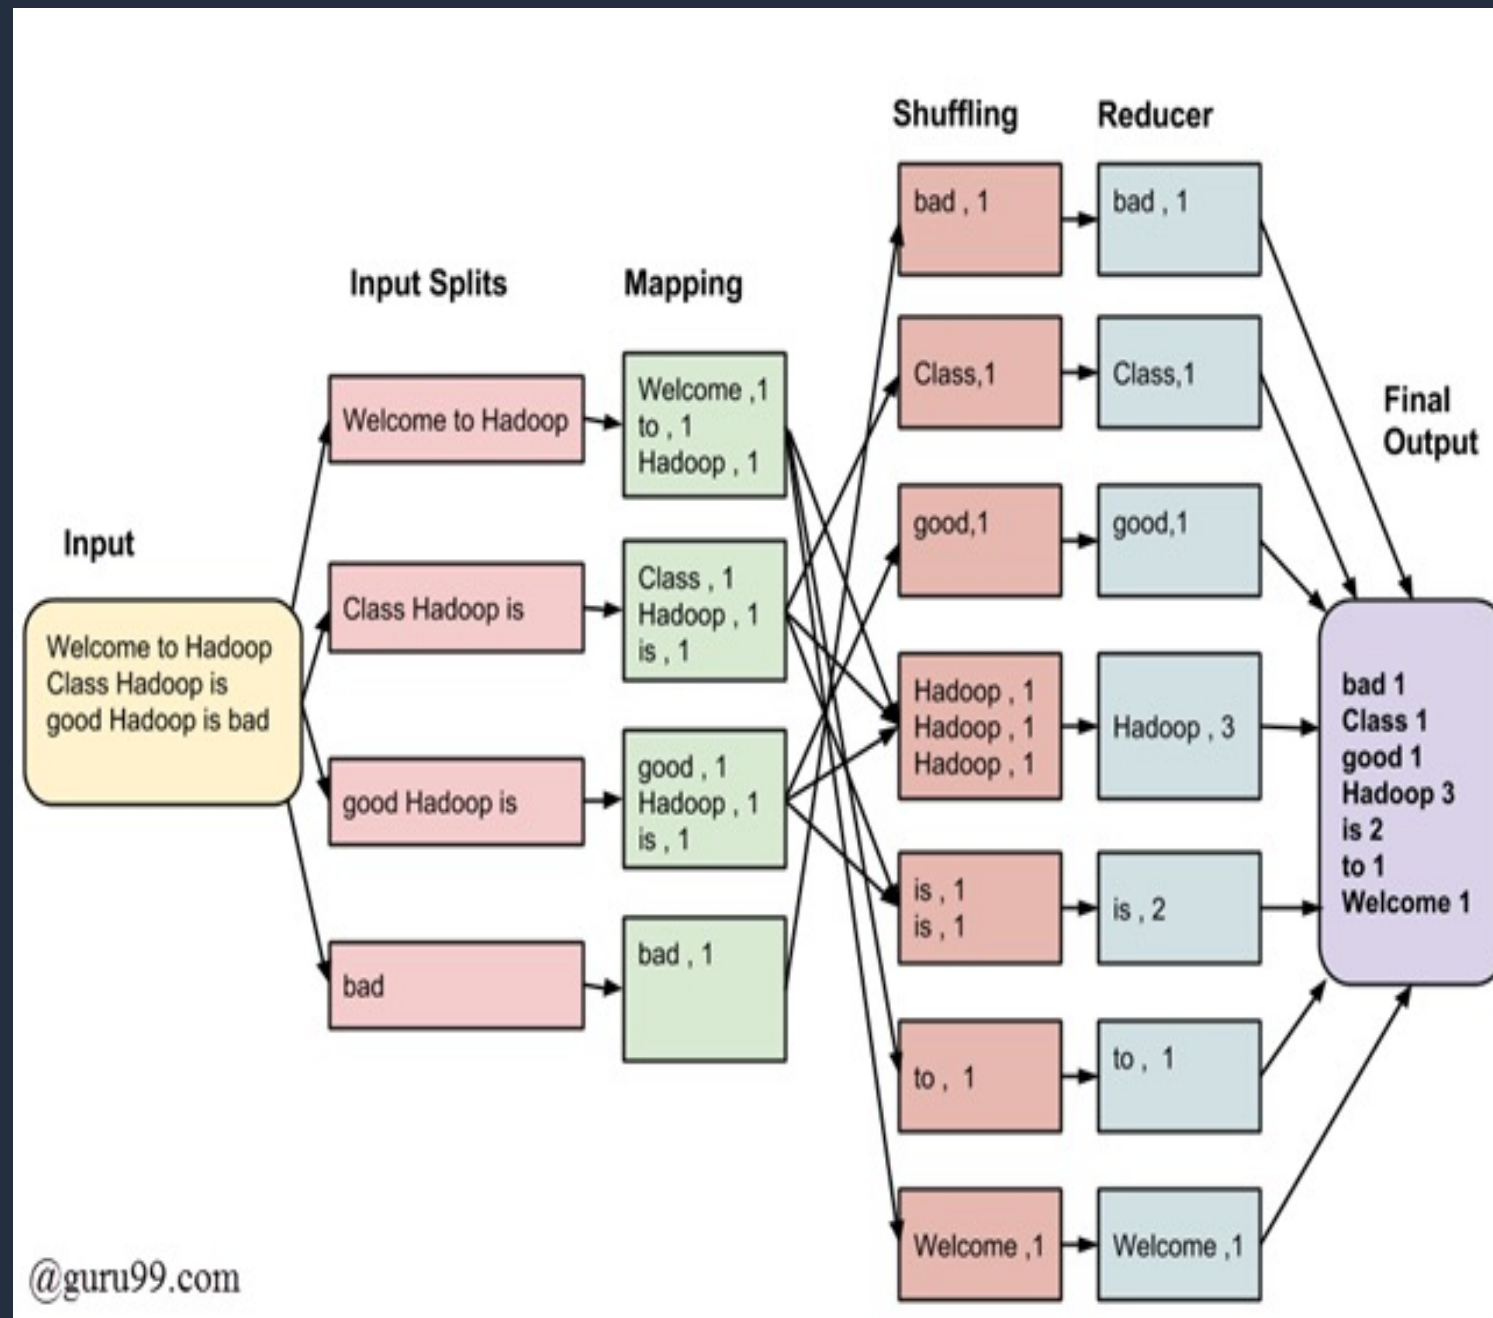 Input
Welcome to Hadoop
Class Hadoop is
good Hadoop is bad
Input Splits
Welcome to Hadoop
Class Hadoop is
good Hadoop is
bad
Mapping
Welcome ,1
to , 1
Hadoop , 1
Class , 1
Hadoop , 1
is , 1
good , 1
Hadoop , 1
is , 1
bad , 1
Shuffling
bad , 1
Class,1
good,1
Hadoop , 1
Hadoop , 1
Hadoop , 1
is , 1
is , 1
to , 1
Welcome ,1
Reducer
bad , 1
Class,1
good,1
Hadoop , 3
is , 2
to , 1
Welcome ,1
Final
Output
bad 1
Class 1
good 1
Hadoop 3
is 2
to 1
Welcome 1
@guru99.com